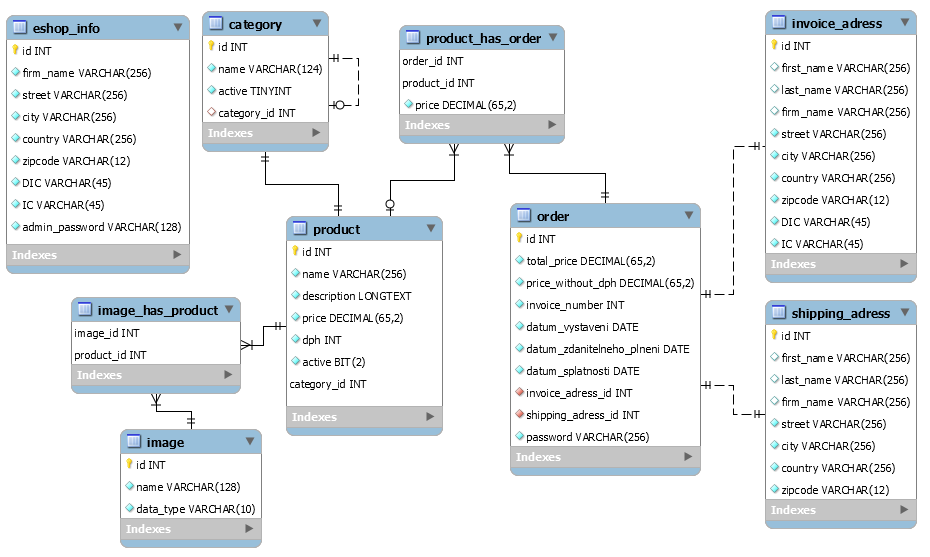 eshop_info
id INT
firm_name VARCHAR(256)
street VARCHAR(256)
city VARCHAR(256)
country VARCHAR(256)
zipcode VARCHAR(12)
DIC VARCHAR(45)
IC VARCHAR(45)
admin_password VARCHAR(128)
Indexes
category
id INT
name VARCHAR(124)
active TINYINT
category_id INT
Indexes
product_has_order
order_id INT
product_id INT
price DECIMAL(65,2)
Indexes
invoice_adress
id INT
first_name VARCHAR(256)
last_name VARCHAR(256)
firm_name VARCHAR(256)
street VARCHAR(256)
city VARCHAR(256)
country VARCHAR(256)
zipcode VARCHAR(12)
DIC VARCHAR(45)
IC VARCHAR(45)
Indexes
product
id INT
name VARCHAR(256)
description LONGTEXT
price DECIMAL(65,2)
dph INT
active BIT(2)
category_id INT
Indexes
order
id INT
total_price DECIMAL(65,2)
price_without_dph DECIMAL(65,2)
invoice_number INT
datum_vystaveni DATE
datum_zdanitelneho_plneni DATE
datum_splatnosti DATE
invoice_adress_id INT
shipping_adress_id INT
password VARCHAR(256)
Indexes
image_has_product
image_id INT
product_id INT
Indexes
shipping_adress
id INT
first_name VARCHAR(256)
last_name VARCHAR(256)
firm_name VARCHAR(256)
street VARCHAR(256)
city VARCHAR(256)
country VARCHAR(256)
zipcode VARCHAR(12)
Indexes
image
id INT
name VARCHAR(128)
data_type VARCHAR(10)
Indexes